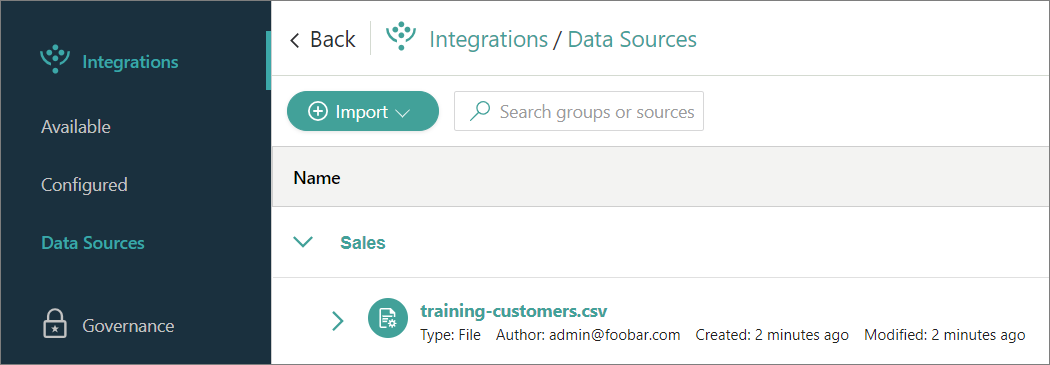 Integrations
Available
Configured
Data Sources
Governance
Back
Integrations / Data Sources
Import
Search groups or sources
Name
Sales
training-customers.csv
Type: File Author: admin@foobar.com Created: 2 minutes ago Modified: 2 minutes ago